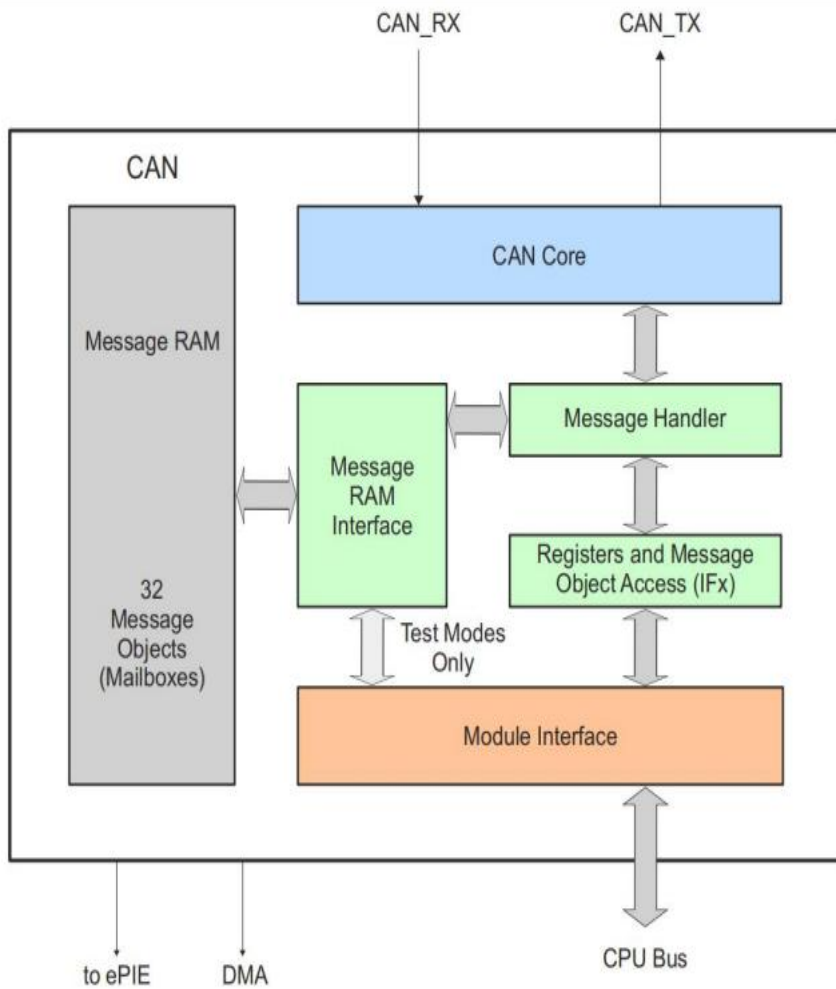 CAN_RX
CAN_TX
CAN
CAN Core
Message RAM
Message Handler
Message
RAM
Interface
Registers and Message
Object Access (IFx)
32
Message
Objects
(Mailboxes)
Test Modes
Only
Module Interface
CPU Bus
to ePIE
DMA